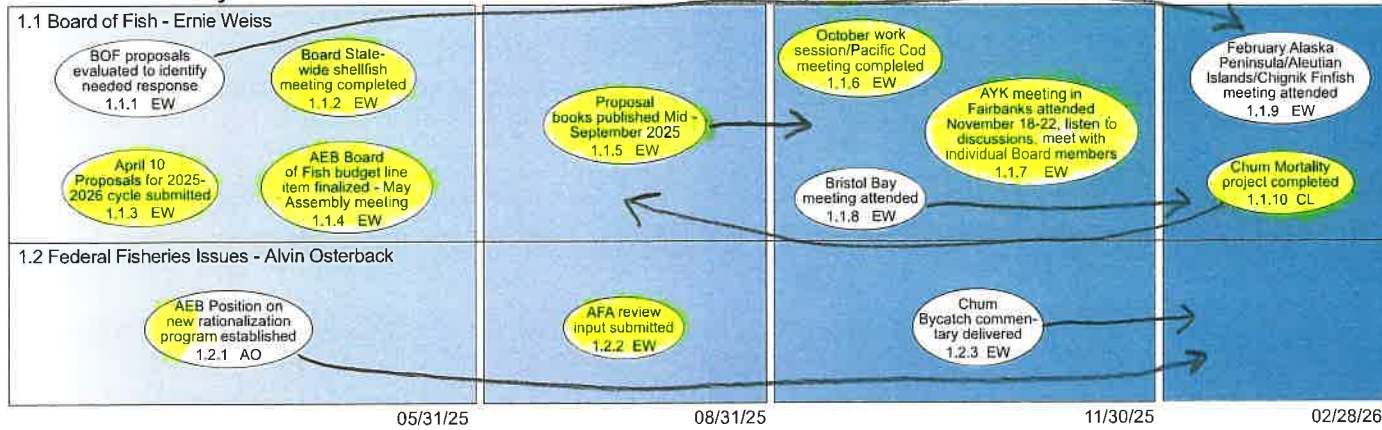 1.1 Board of Fish - Ernie Weiss
BOF proposals
evaluated to identify
needed response
1.1.1 EW
Board State-
wide shellfish
meeting completed
1.1.2 EW
April 10
Proposals for 2025-
2026 cycle submitted
1.1.3 EW
AEB Board
of Fish budget line
item finalized - May
Assembly meeting
1.1.4 EW
Proposal
books published Mid -
September 2025
1.1.5 EW
October work
session/Pacific Cod
meeting completed
1.1.6 EW
AYK meeting in
Fairbanks attended
November 18-22, listen to
discussions, meet with
individual Board members
1.1.7 EW
Bristol Bay
meeting attended
1.1.8 EW
February Alaska
Peninsula/Aleutian
Islands/Chignik Finfish
meeting attended
1.1.9 EW
Chum Mortality
project completed
1.1.10 CL
1.2 Federal Fisheries Issues - Alvin Osterback
AEB Position on
new rationalization
program established
1.2.1 AO
AFA review
input submitted
1.2.2 EW
Chum
Bycatch commen-
tary delivered
1.2.3 EW
05/31/25
08/31/25
11/30/25
02/28/26